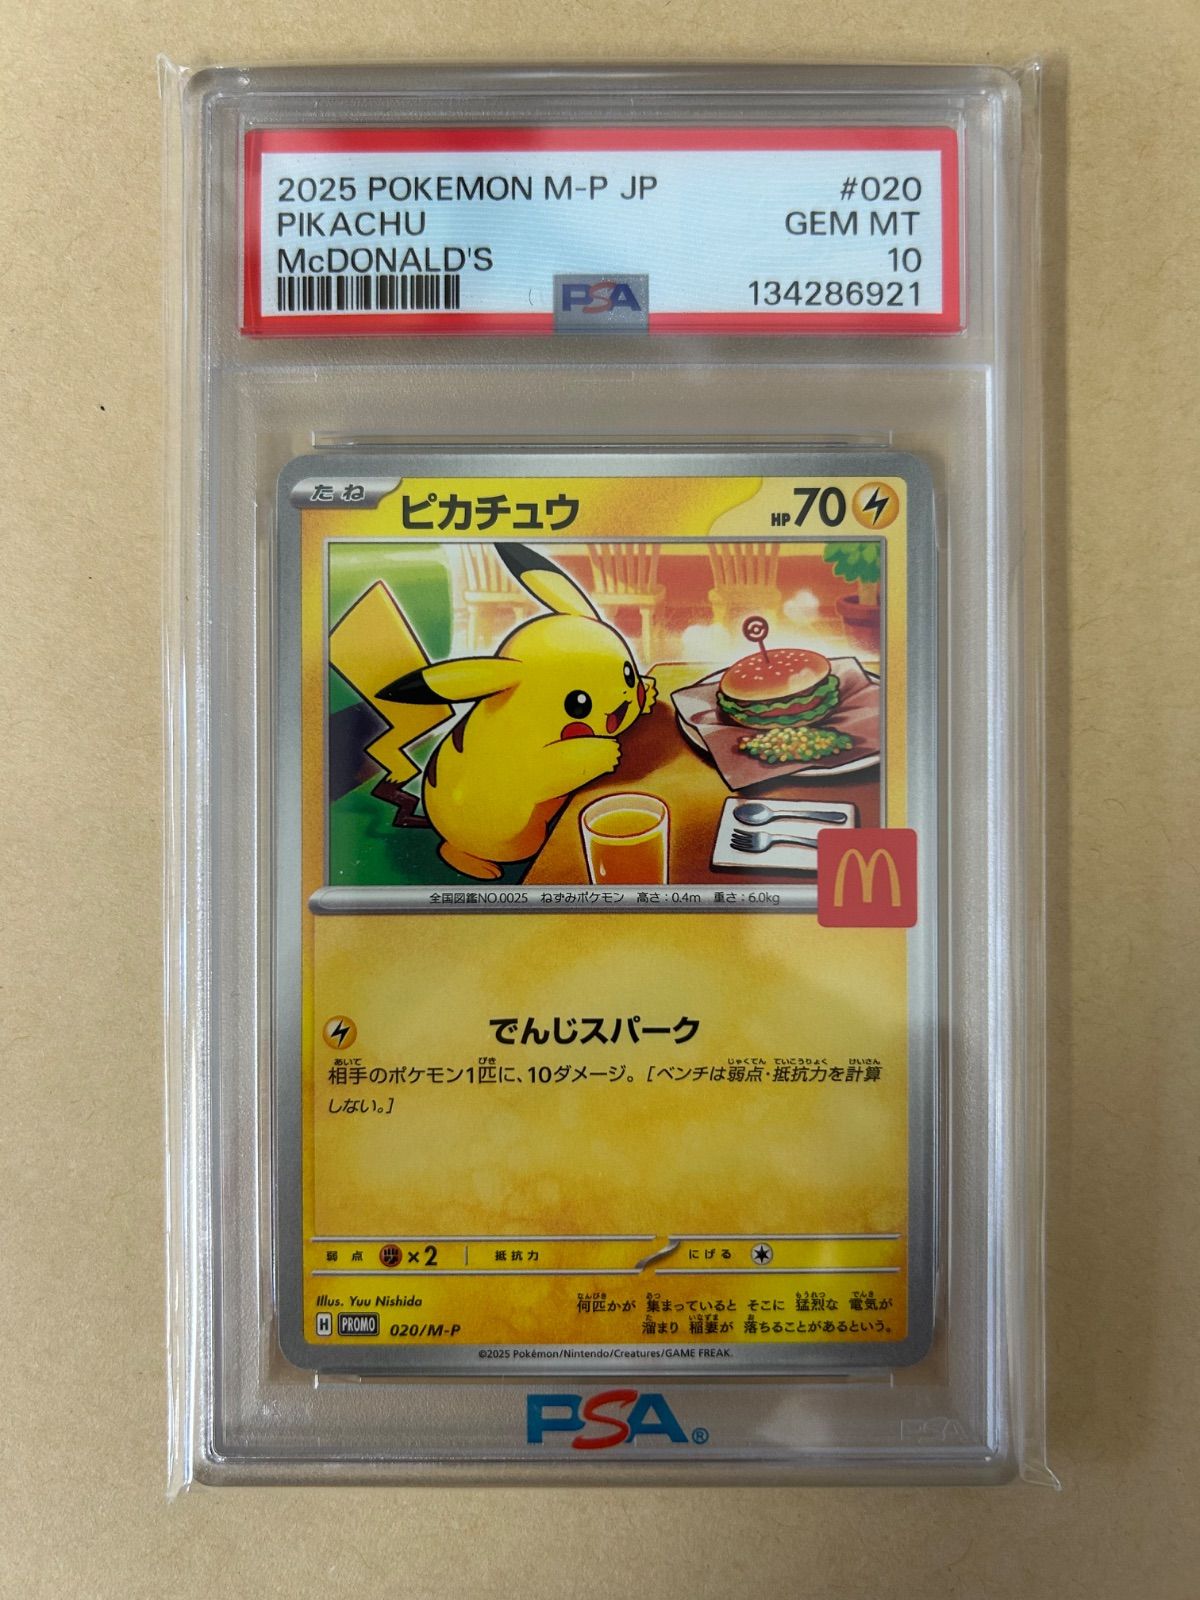 2025 POKEMON M-P JP #020
PIKACHU GEM MT
McDONALD'S 10
PSA 134286921
たね ピカチュウ HP70
M
全国図鑑NO.0025 ねずみポケモン 高さ:0.4m 重さ:6.0kg
でんじスパーク
相手のポケモン1匹に、10ダメージ。[ベンチは弱点・抵抗力を計算
しない。]
弱点 ×2 抵抗力 にげる
Illus. Yuu Nishida
何匹かが 集まっていると そこに 猛烈な 電気が
溜まり 稲妻が 落ちることがあるという。
H PROMO 020/M-P
©2025 Pokémon/Nintendo/Creatures/GAME FREAK.
PSA®
PSA